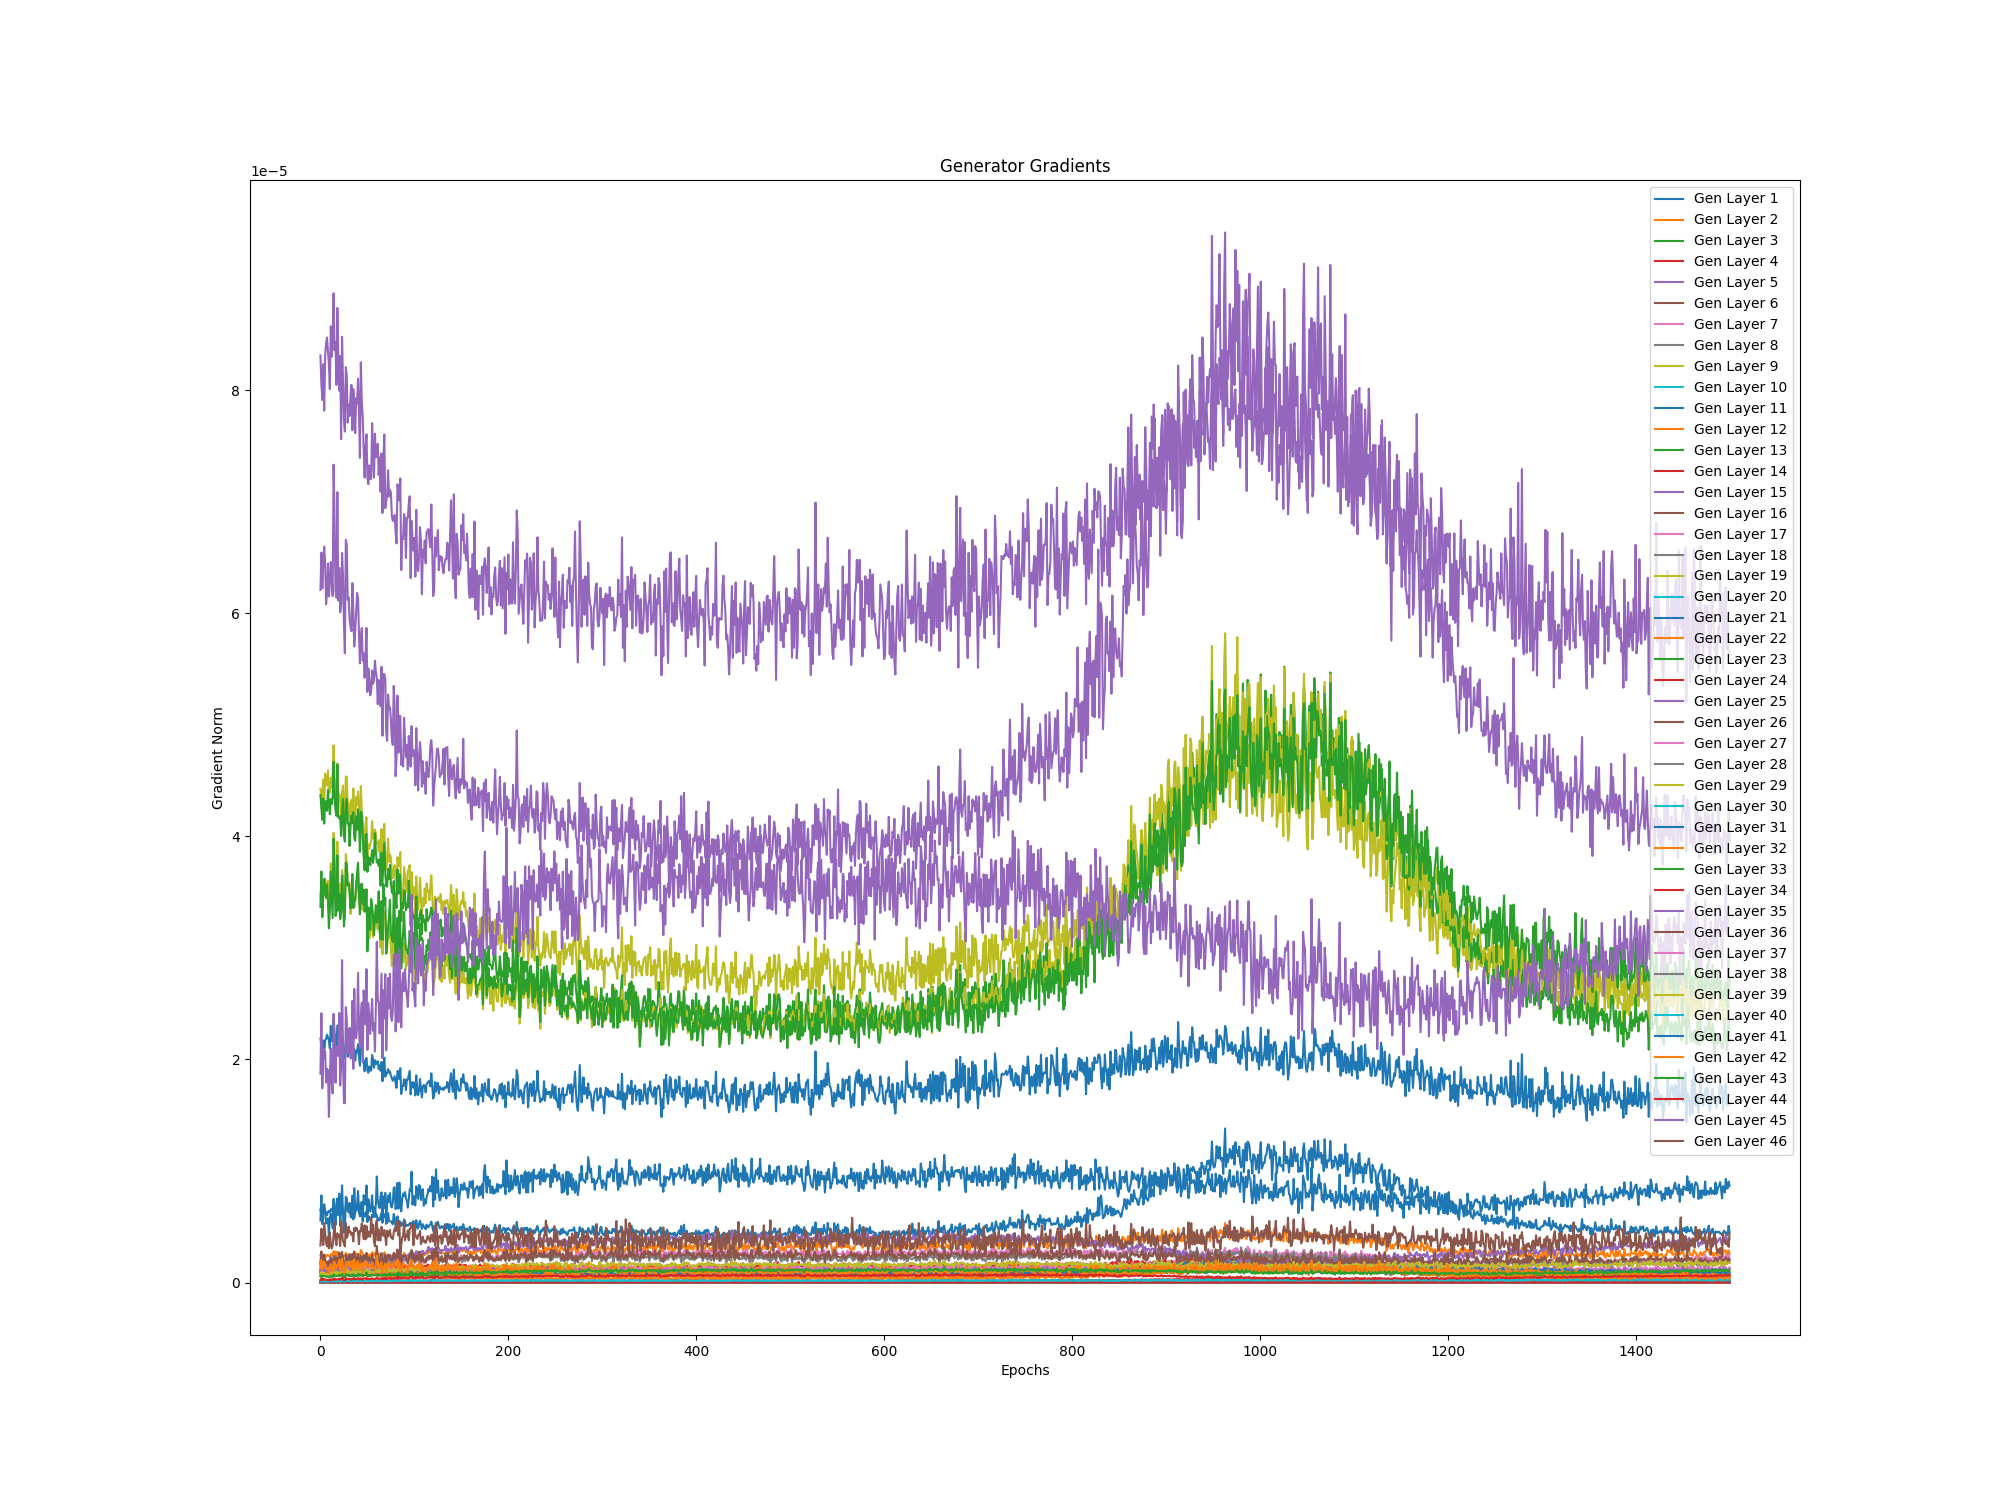 Generator Gradients
1e−5
Gradient Norm
8
6
4
2
0
0 200 400 600 800 1000 1200 1400
Epochs
Gen Layer 1
Gen Layer 2
Gen Layer 3
Gen Layer 4
Gen Layer 5
Gen Layer 6
Gen Layer 7
Gen Layer 8
Gen Layer 9
Gen Layer 10
Gen Layer 11
Gen Layer 12
Gen Layer 13
Gen Layer 14
Gen Layer 15
Gen Layer 16
Gen Layer 17
Gen Layer 18
Gen Layer 19
Gen Layer 20
Gen Layer 21
Gen Layer 22
Gen Layer 23
Gen Layer 24
Gen Layer 25
Gen Layer 26
Gen Layer 27
Gen Layer 28
Gen Layer 29
Gen Layer 30
Gen Layer 31
Gen Layer 32
Gen Layer 33
Gen Layer 34
Gen Layer 35
Gen Layer 36
Gen Layer 37
Gen Layer 38
Gen Layer 39
Gen Layer 40
Gen Layer 41
Gen Layer 42
Gen Layer 43
Gen Layer 44
Gen Layer 45
Gen Layer 46